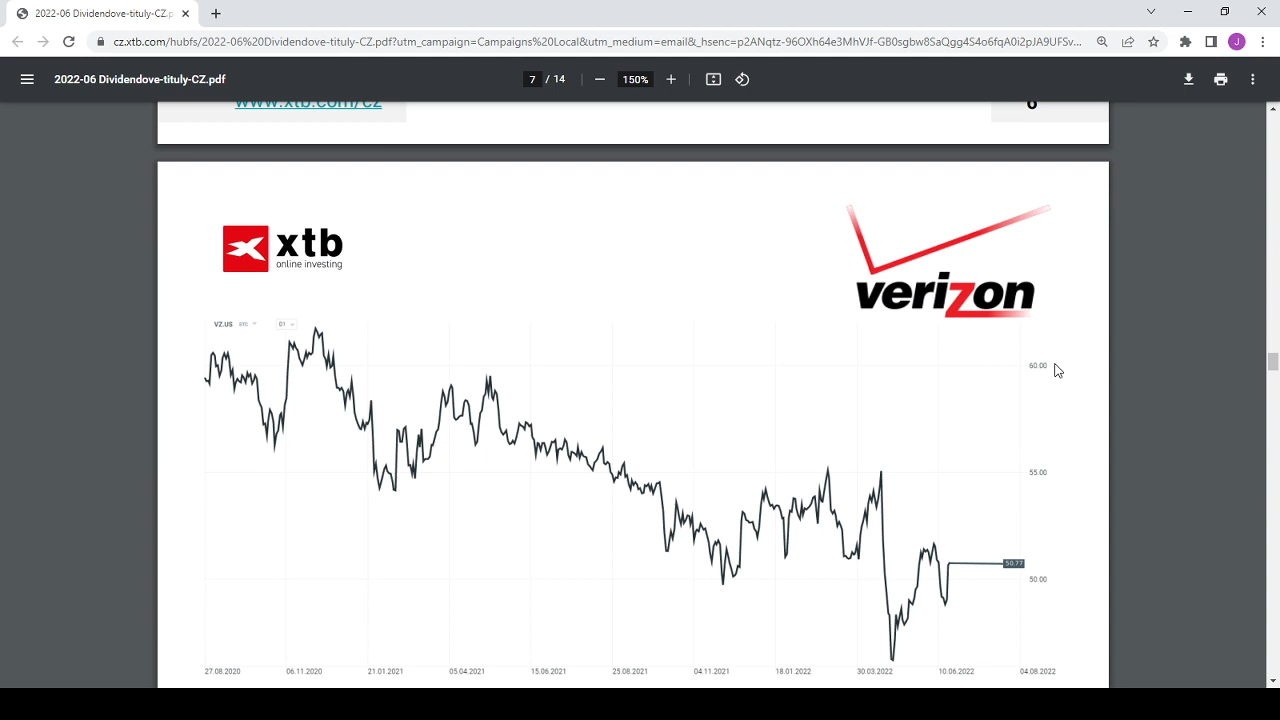 2022-06 Dividendove-tituly-CZ.p
cz.xtb.com/hubfs/2022-06%20Dividendove-tituly-CZ.pdf?utm_campaign=Campaigns%20Local&utm_medium=email&_hsenc=p2ANqtz-96OXh64e3MhVJf-GB0sgbw8SaQgg4S4o6fqA0i2pJA9UFSv...
J
2022-06 Dividendove-tituly-CZ.pdf
7 / 14
150%
www.xtb.com/cz
6
xtb
online investing
verizon
VZ.US
D1
60.00
55.00
50.77
50.00
27.08.2020 06.11.2020 21.01.2021 05.04.2021 15.06.2021 25.08.2021 04.11.2021 18.01.2022 30.03.2022 10.06.2022 04.08.2022